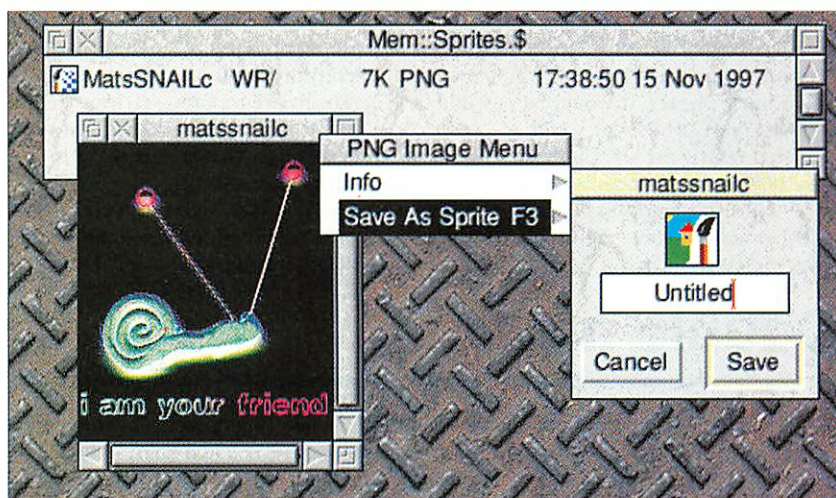 Mem::Sprites.$
MatsSNAILc WR/ 7K PNG 17:38:50 15 Nov 1997
matssnailc
PNG Image Menu
Info
Save As Sprite F3
matssnailc
Untitled
Cancel Save
i am your friend